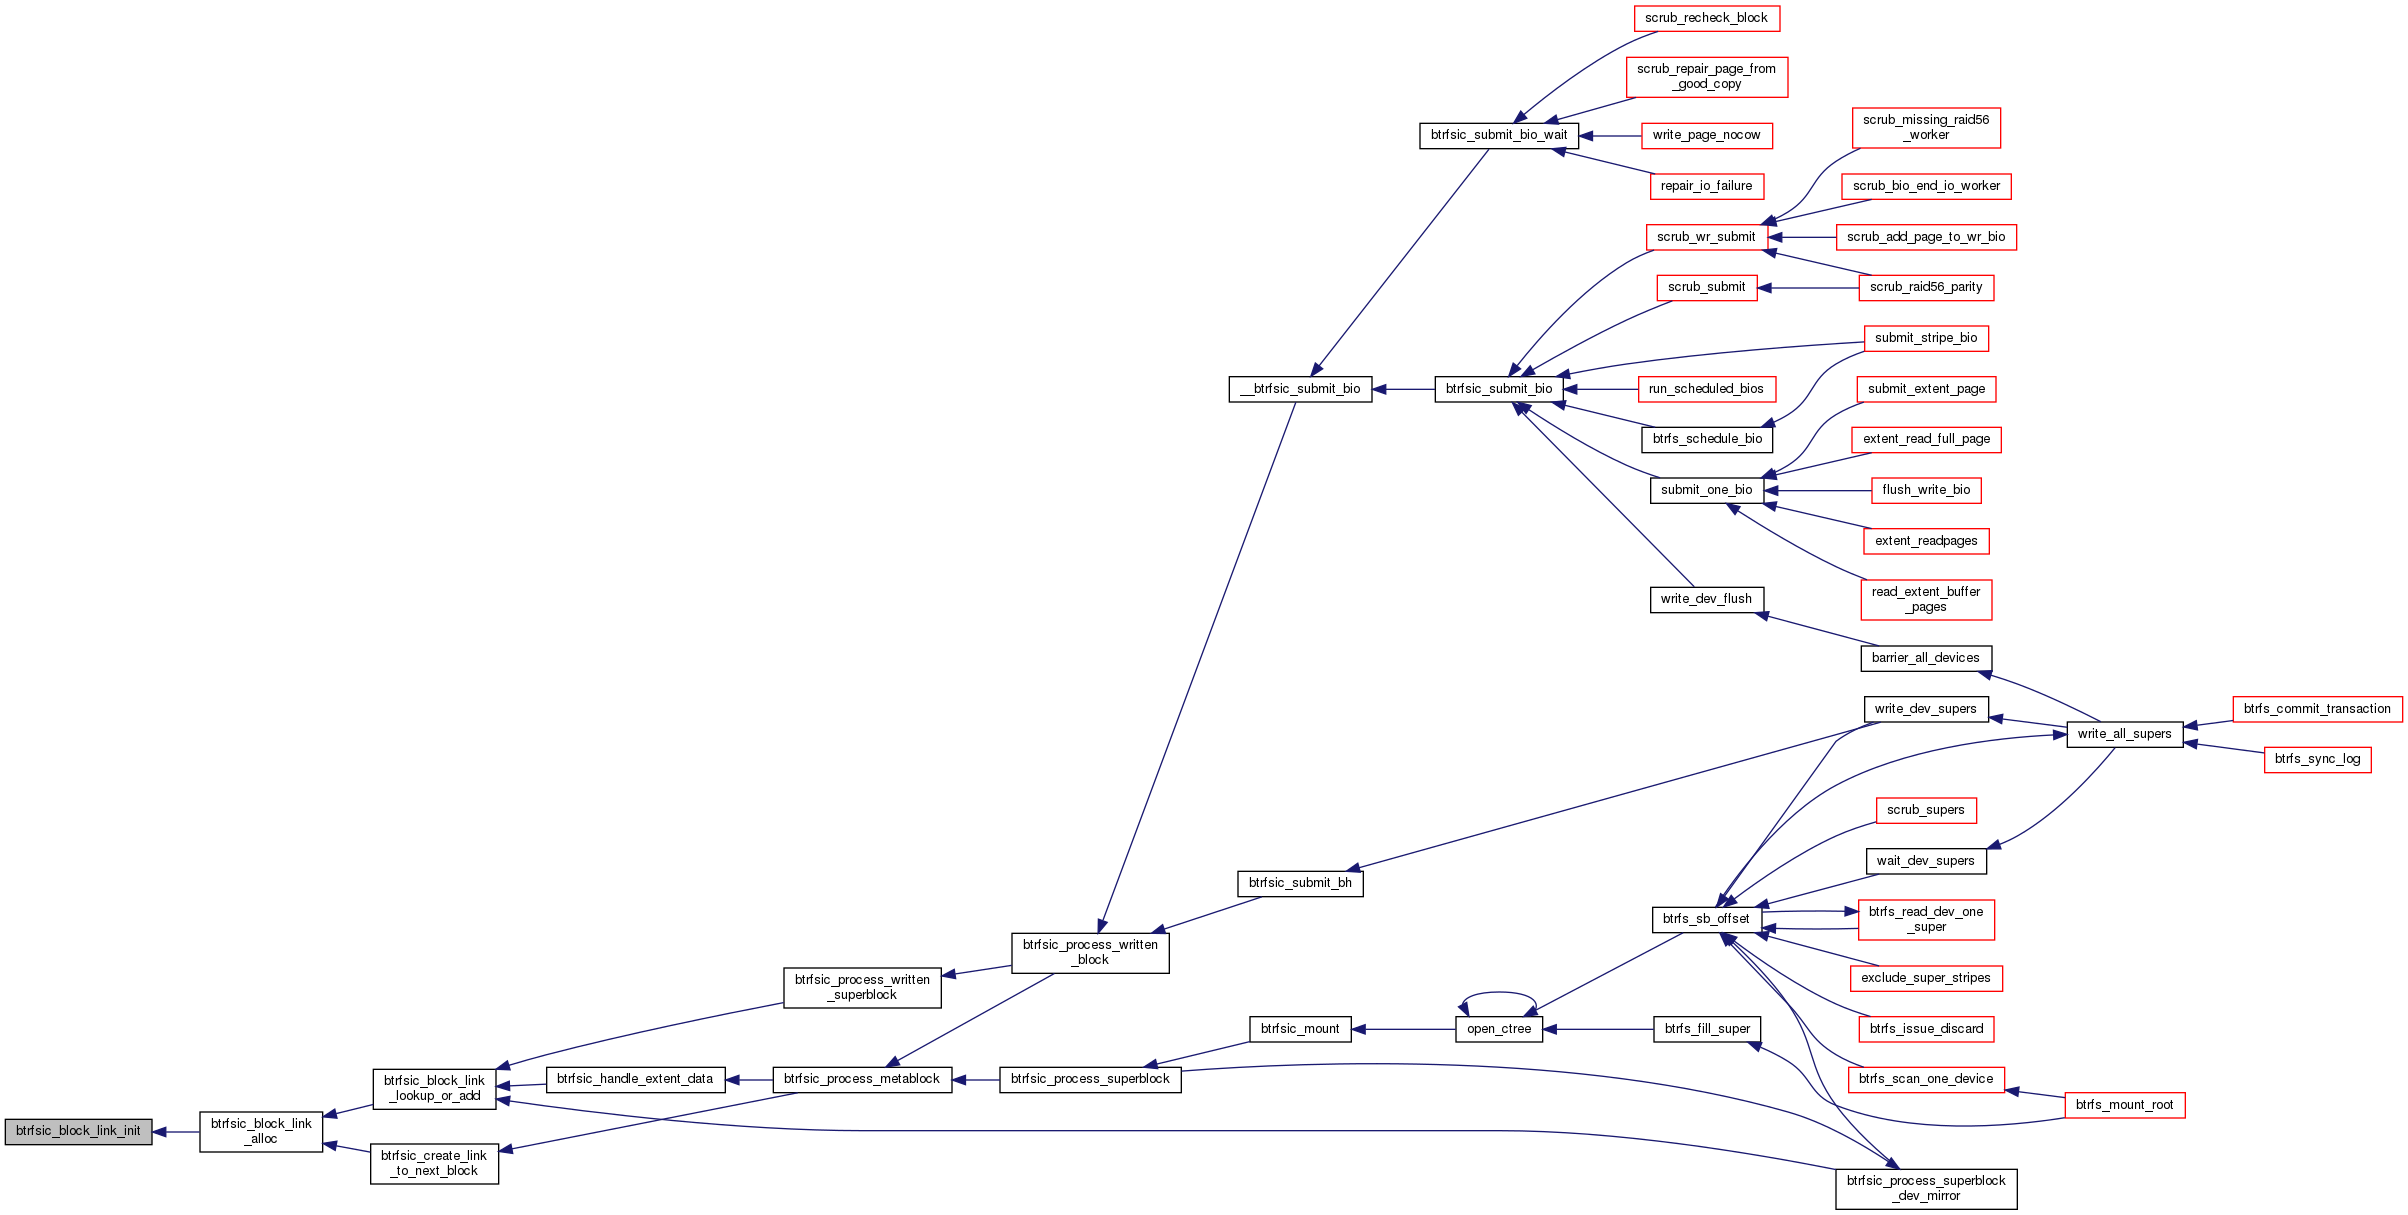 scrub_recheck_block
scrub_repair_page_from
_good_copy
scrub_missing_raid56
_worker
btrfsic_submit_bio_wait
write_page_nocow
repair_io_failure
scrub_bio_end_io_worker
scrub_wr_submit
scrub_add_page_to_wr_bio
scrub_submit
scrub_raid56_parity
submit_stripe_bio
__btrfsic_submit_bio
btrfsic_submit_bio
run_scheduled_bios
submit_extent_page
btrfs_schedule_bio
extent_read_full_page
submit_one_bio
flush_write_bio
extent_readpages
write_dev_flush
read_extent_buffer
_pages
barrier_all_devices
write_dev_supers
btrfs_commit_transaction
write_all_supers
btrfs_sync_log
scrub_supers
wait_dev_supers
btrfsic_submit_bh
btrfs_sb_offset
btrfs_read_dev_one
_super
btrfsic_process_written
_block
exclude_super_stripes
btrfsic_process_written
_superblock
btrfsic_mount
open_ctree
btrfs_fill_super
btrfs_issue_discard
btrfsic_block_link
_lookup_or_add
btrfsic_handle_extent_data
btrfsic_process_metablock
btrfsic_process_superblock
btrfs_scan_one_device
btrfs_mount_root
btrfsic_block_link_init
btrfsic_block_link
_alloc
btrfsic_create_link
_to_next_block
btrfsic_process_superblock
_dev_mirror